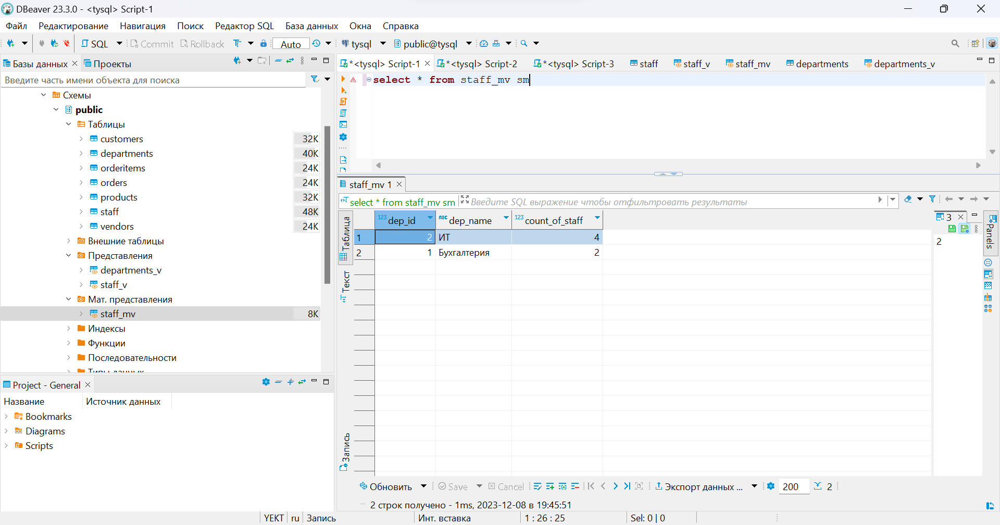 DBeaver 23.3.0 - <tysql> Script-1
Файл Редактирование Навигация Поиск Редактор SQL База данных Окна Справка
SQL Commit Rollback Auto tysql public@tysql
Базы данных Проекты
Введите часть имени объекта для поиска
Схемы
public
Таблицы
customers 32K
departments 40K
orderitems 24K
orders 24K
products 32K
staff 48K
vendors 24K
Внешние таблицы
Представления
departments_v
staff_v
Мат. представления
staff_mv 8K
Индексы
Функции
Последовательности
Типы данных
Project - General
Название Источник данных
Bookmarks
Diagrams
Scripts
*<tysql> Script-1 *<tysql> Script-2 *<tysql> Script-3 staff staff_v staff_mv departments departments_v
select * from staff_mv sm
staff_mv 1
select * from staff_mv sm Введите SQL выражение чтобы отфильтровать результаты
Таблица
Текст
Запись
123 dep_id ABC dep_name 123 count_of_staff
1 2 ИТ 4
2 1 Бухгалтерия 2
3
2
Panels
Обновить Save Cancel Экспорт данных ... 200 2
2 строк получено - 1ms, 2023-12-08 в 19:45:51
YEKT ru Запись Инт. вставка 1 : 26 : 25 Sel: 0 | 0